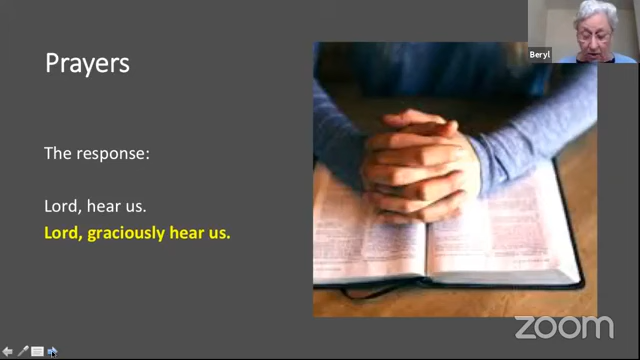 Beryl
Prayers
The response:
Lord, hear us.
Lord, graciously hear us.
zoom